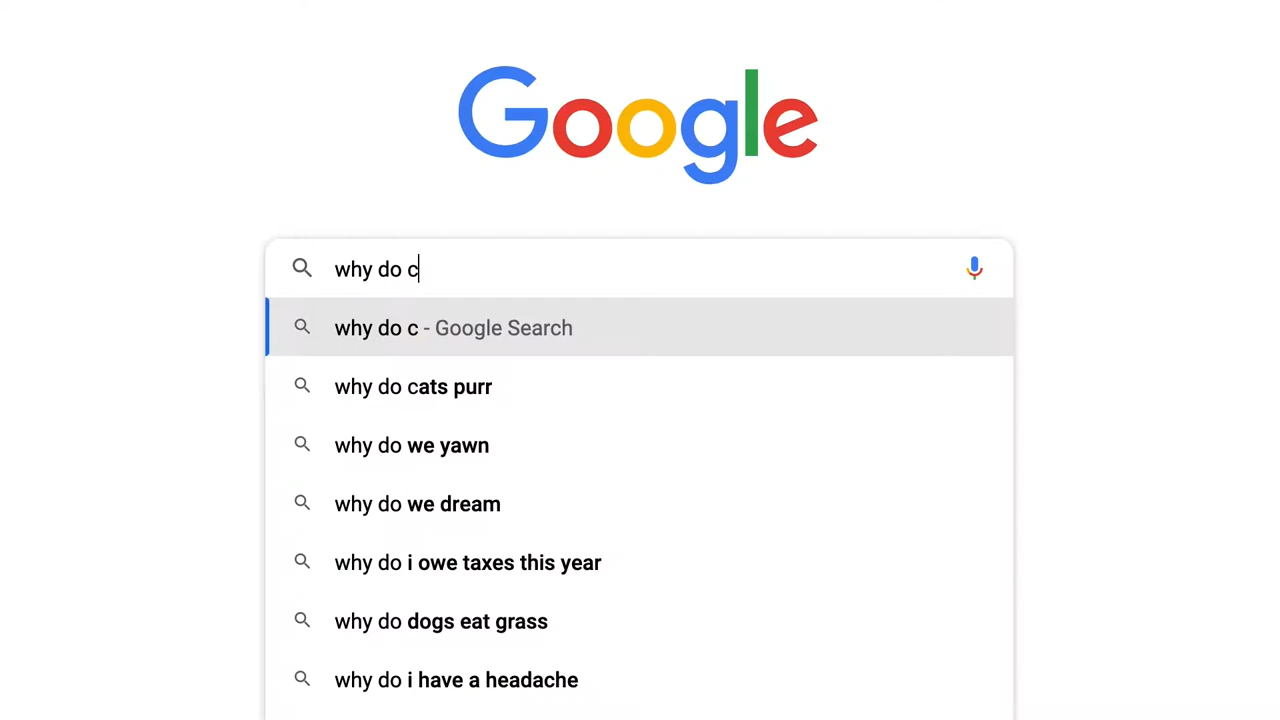 Google
why do c
why do c - Google Search
why do cats purr
why do we yawn
why do we dream
why do i owe taxes this year
why do dogs eat grass
why do i have a headache